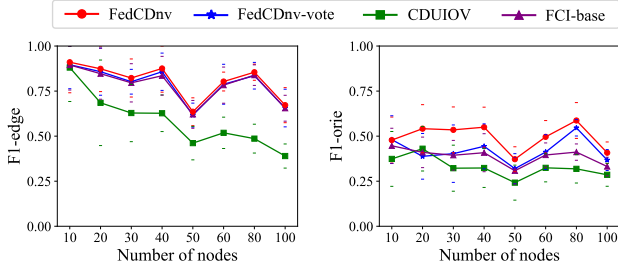 FedCDnv FedCDnv-vote CDUIOV FCI-base
F1-edge
1.00
0.75
0.50
0.25
0.00
10 20 30 40 50 60 80 100
Number of nodes
F1-orie
1.00
0.75
0.50
0.25
0.00
10 20 30 40 50 60 80 100
Number of nodes